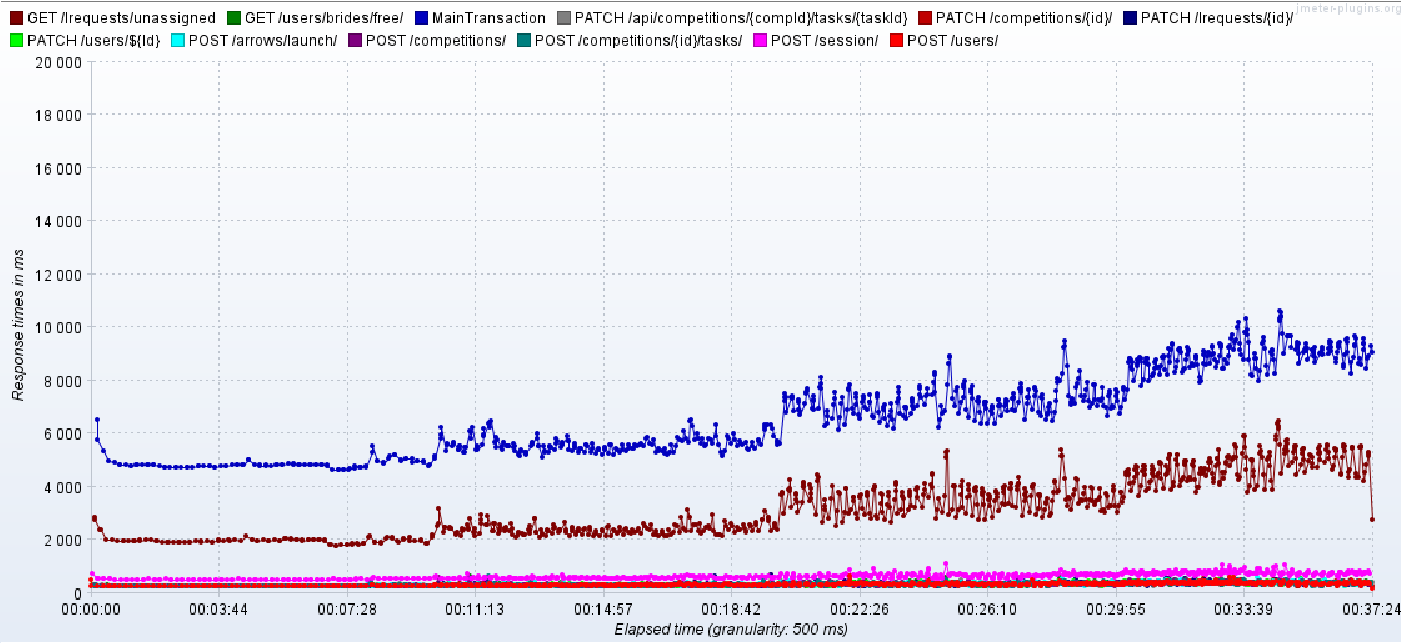 GET /lrequests/unassigned GET /users/brides/free/ MainTransaction PATCH /api/competitions/{compId}/tasks/{taskId} PATCH /competitions/{id}/ PATCH /lrequests/{id}/
jmeter-plugins.org
PATCH /users/${Id} POST /arrows/launch/ POST /competitions/ POST /competitions/{id}/tasks/ POST /session/ POST /users/
20 000
18 000
16 000
14 000
12 000
10 000
8 000
6 000
4 000
2 000
0
Response times in ms
00:00:00 00:03:44 00:07:28 00:11:13 00:14:57 00:18:42 00:22:26 00:26:10 00:29:55 00:33:39 00:37:24
Elapsed time (granularity: 500 ms)